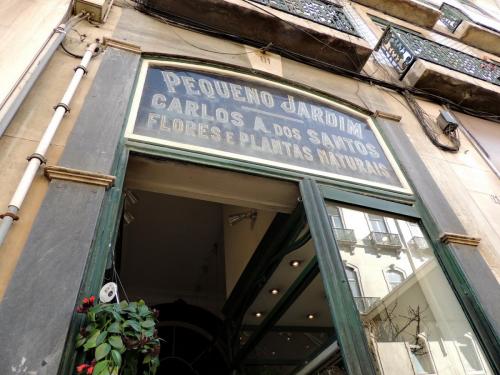 PEQUENO JARDIM
CARLOS A. DOS SANTOS
FLORES E PLANTAS NATURAIS